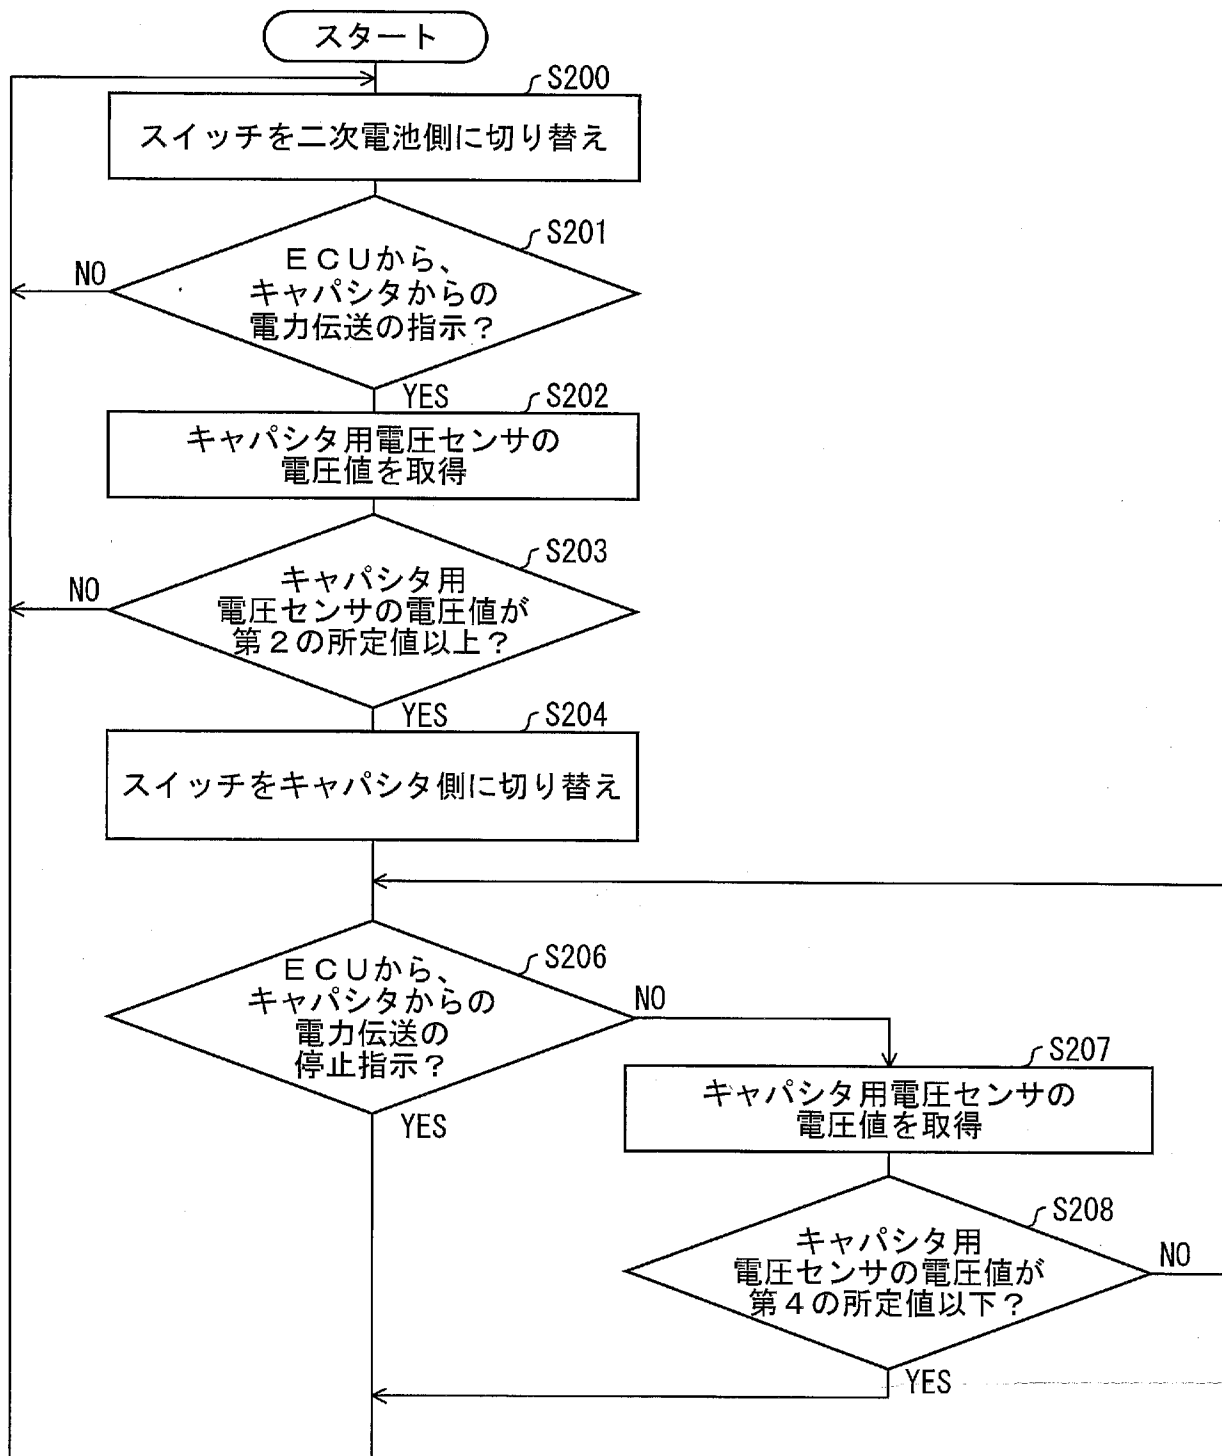 スタート
S200
スイッチを二次電池側に切り替え
S201
ECUから、
キャパシタからの
電力伝送の指示?
NO
YES
S202
キャパシタ用電圧センサの
電圧値を取得
S203
キャパシタ用
電圧センサの電圧値が
第2の所定値以上?
NO
YES
S204
スイッチをキャパシタ側に切り替え
S206
ECUから、
キャパシタからの
電力伝送の
停止指示?
NO
YES
S207
キャパシタ用電圧センサの
電圧値を取得
S208
キャパシタ用
電圧センサの電圧値が
第4の所定値以下?
NO
YES